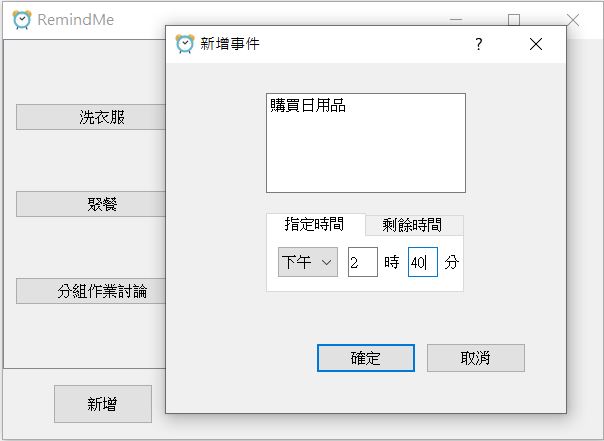 RemindMe
新增事件
?
洗衣服
聚餐
分組作業討論
新增
購買日用品
指定時間
剩餘時間
下午 2 時 40 分
確定
取消